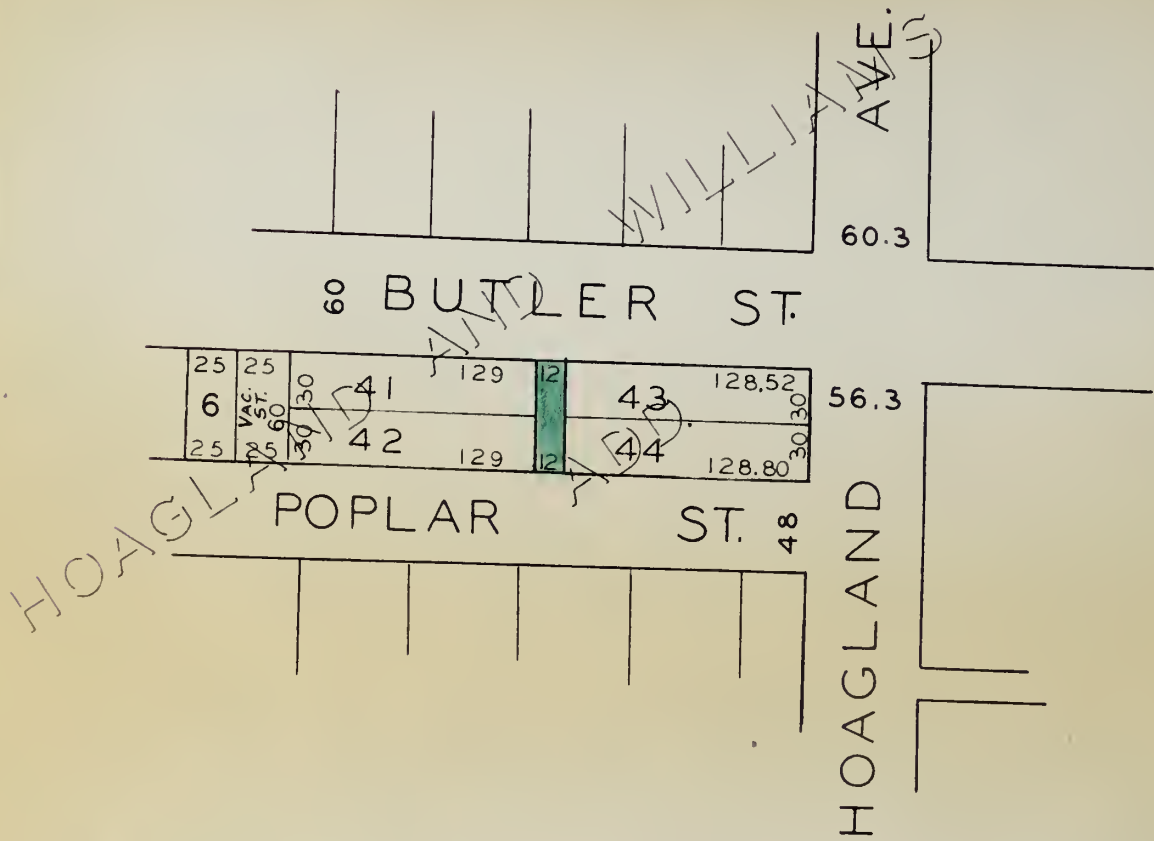 HOAGLAND AVE.
HOAGLAND AND WILLIAMS ADD
60.3
60 BUTLER ST.
25 25 129 12 128.52
6 VAC. ST. 60 30 41 43 30 56.3
30 42 44 30
25 25 129 12 128.80
POPLAR ST. 48